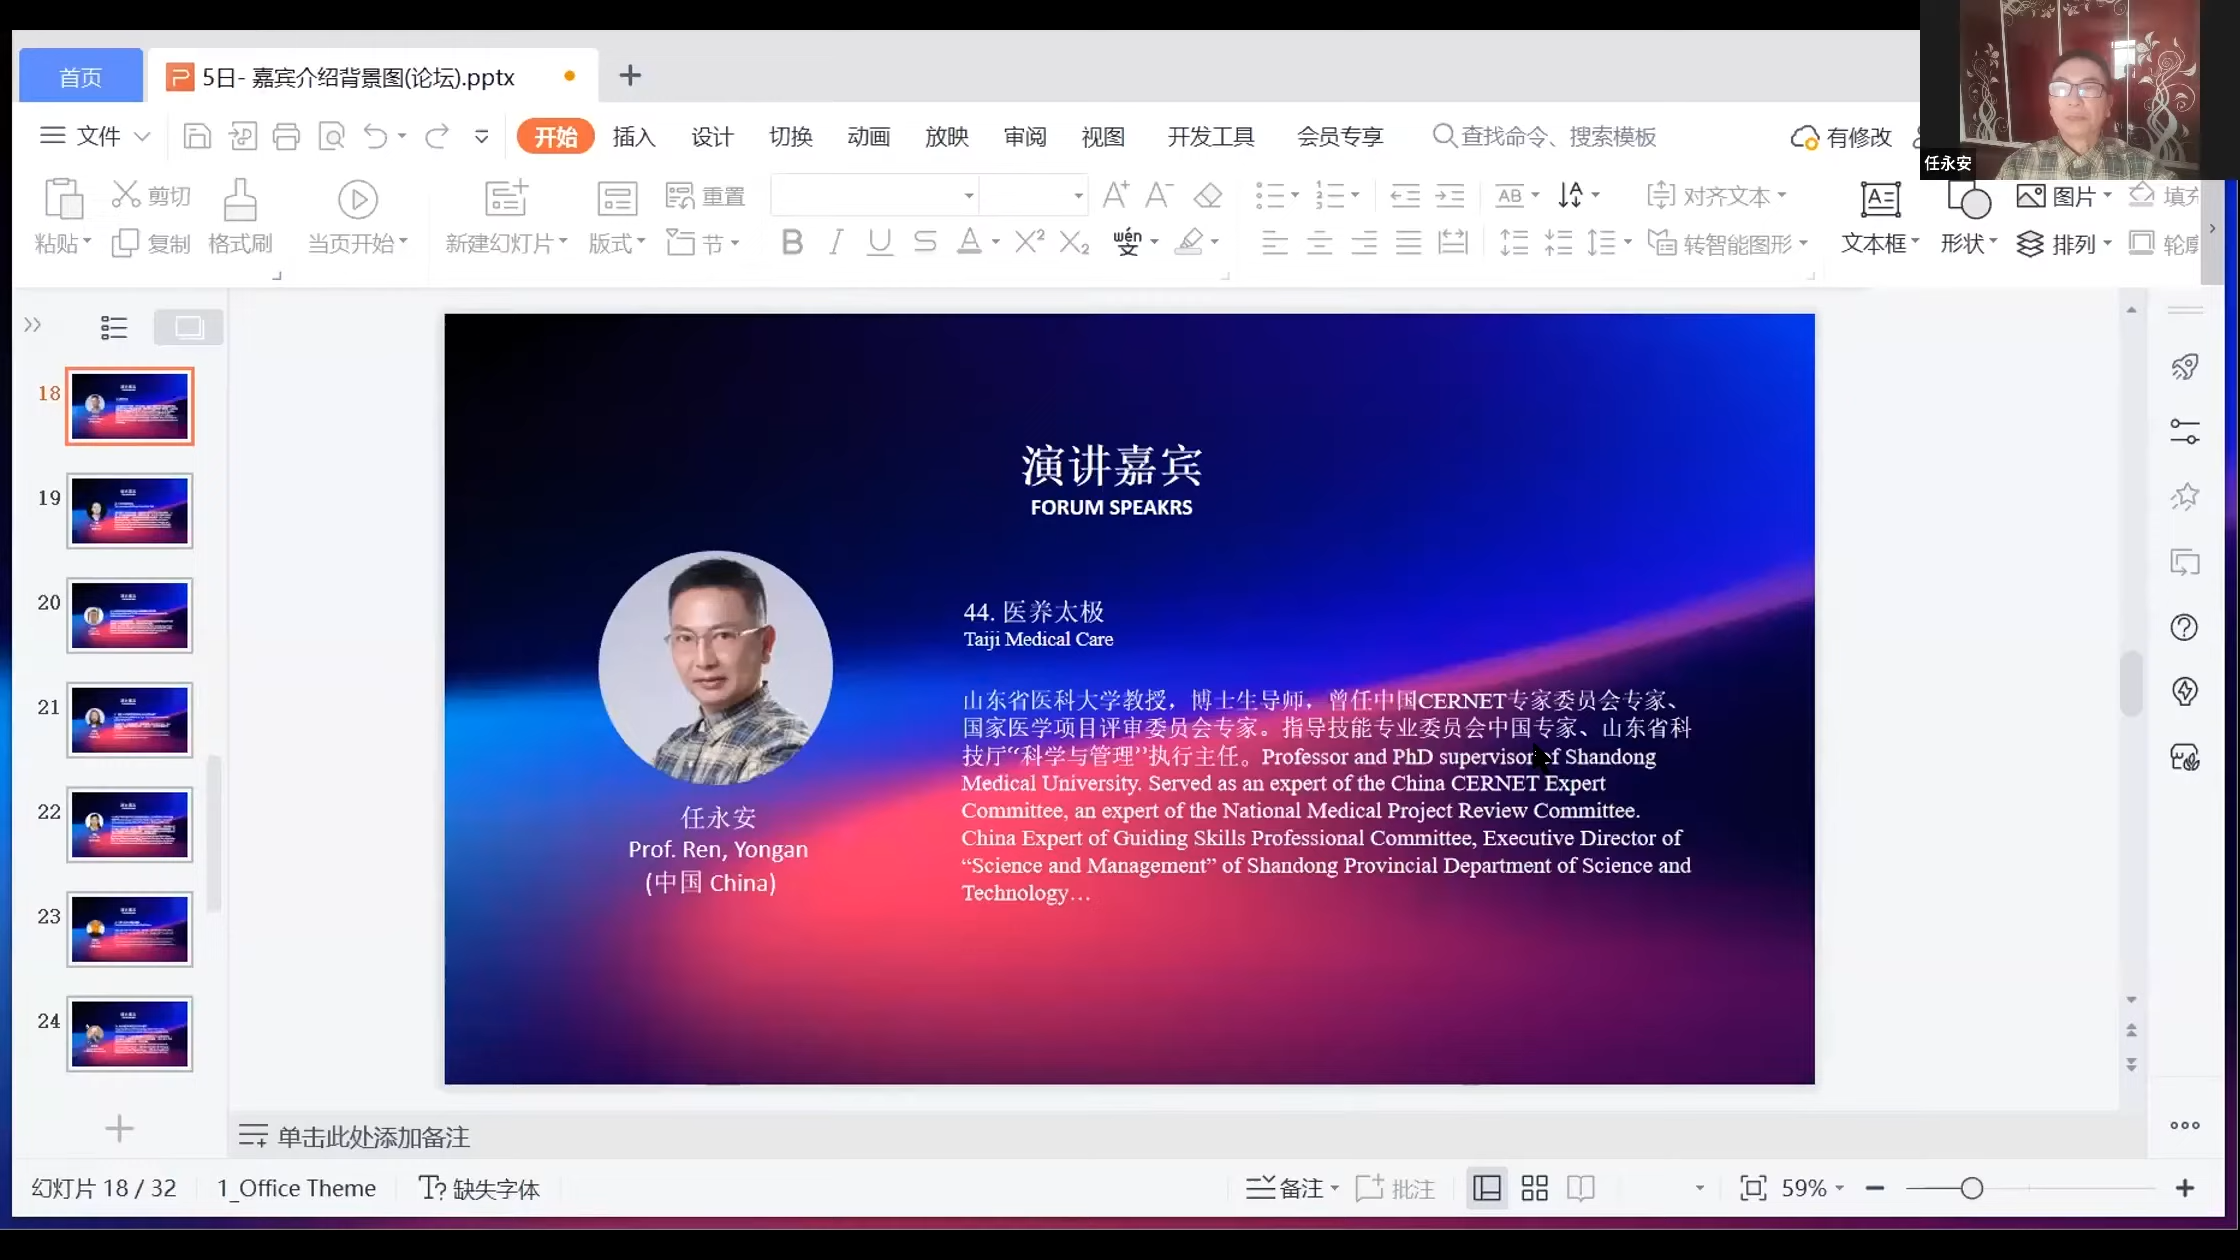 首页
5日- 嘉宾介绍背景图(论坛).pptx
任永安
文件
开始 插入 设计 切换 动画 放映 审阅 视图 开发工具 会员专享
查找命令、搜索模板
有修改
剪切 重置 对齐文本 图片 填充
粘贴 复制 格式刷 当页开始 新建幻灯片 版式 节 B I U S A X² X₂ wén 转智能图形 文本框 形状 排列
18
19
20
21
22
23
24
演讲嘉宾
FORUM SPEAKRS
44. 医养太极
Taiji Medical Care
山东省医科大学教授，博士生导师，曾任中国CERNET专家委员会专家、
国家医学项目评审委员会专家。指导技能专业委员会中国专家、山东省科
技厅“科学与管理”执行主任。Professor and PhD supervisor of Shandong
Medical University. Served as an expert of the China CERNET Expert
Committee, an expert of the National Medical Project Review Committee.
China Expert of Guiding Skills Professional Committee, Executive Director of
“Science and Management” of Shandong Provincial Department of Science and
Technology…
任永安
Prof. Ren, Yongan
(中国 China)
单击此处添加备注
幻灯片 18 / 32
1_Office Theme
缺失字体
备注
批注
59%